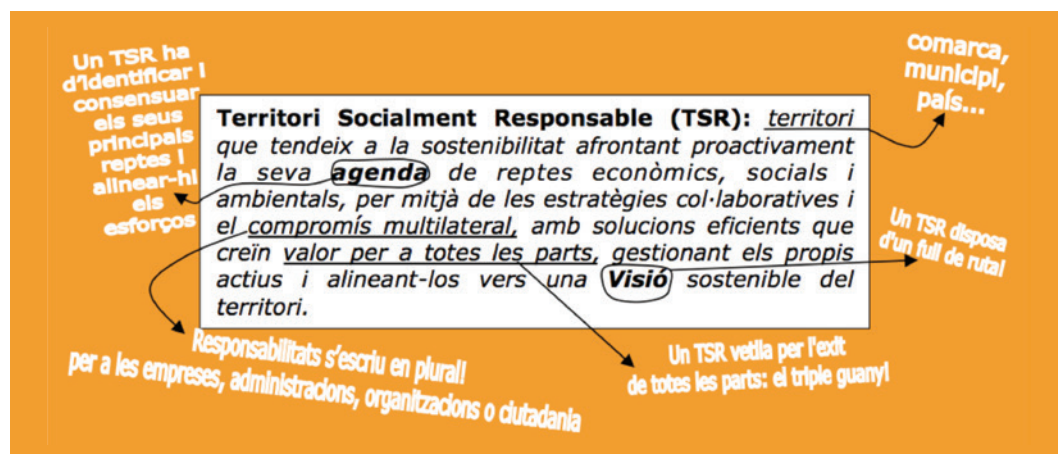 Un TSR ha
d'identificar i
consensuar
els seus
principals
reptes i
alinear-hi
els
esforços
comarca,
municipi,
país...
Territori Socialment Responsable (TSR): territori
que tendeix a la sostenibilitat afrontant proactivament
la seva agenda de reptes econòmics, socials i
ambientals, per mitjà de les estratègies col·laboratives i
el compromís multilateral, amb solucions eficients que
creïn valor per a totes les parts, gestionant els propis
actius i alineant-los vers una Visió sostenible del
territori.
Un TSR disposa
d'un full de ruta!
Responsabilitats s'escriu en plural!
per a les empreses, administracions, organitzacions o ciutadania
Un TSR vetlla per l'exit
de totes les parts: el triple guany!